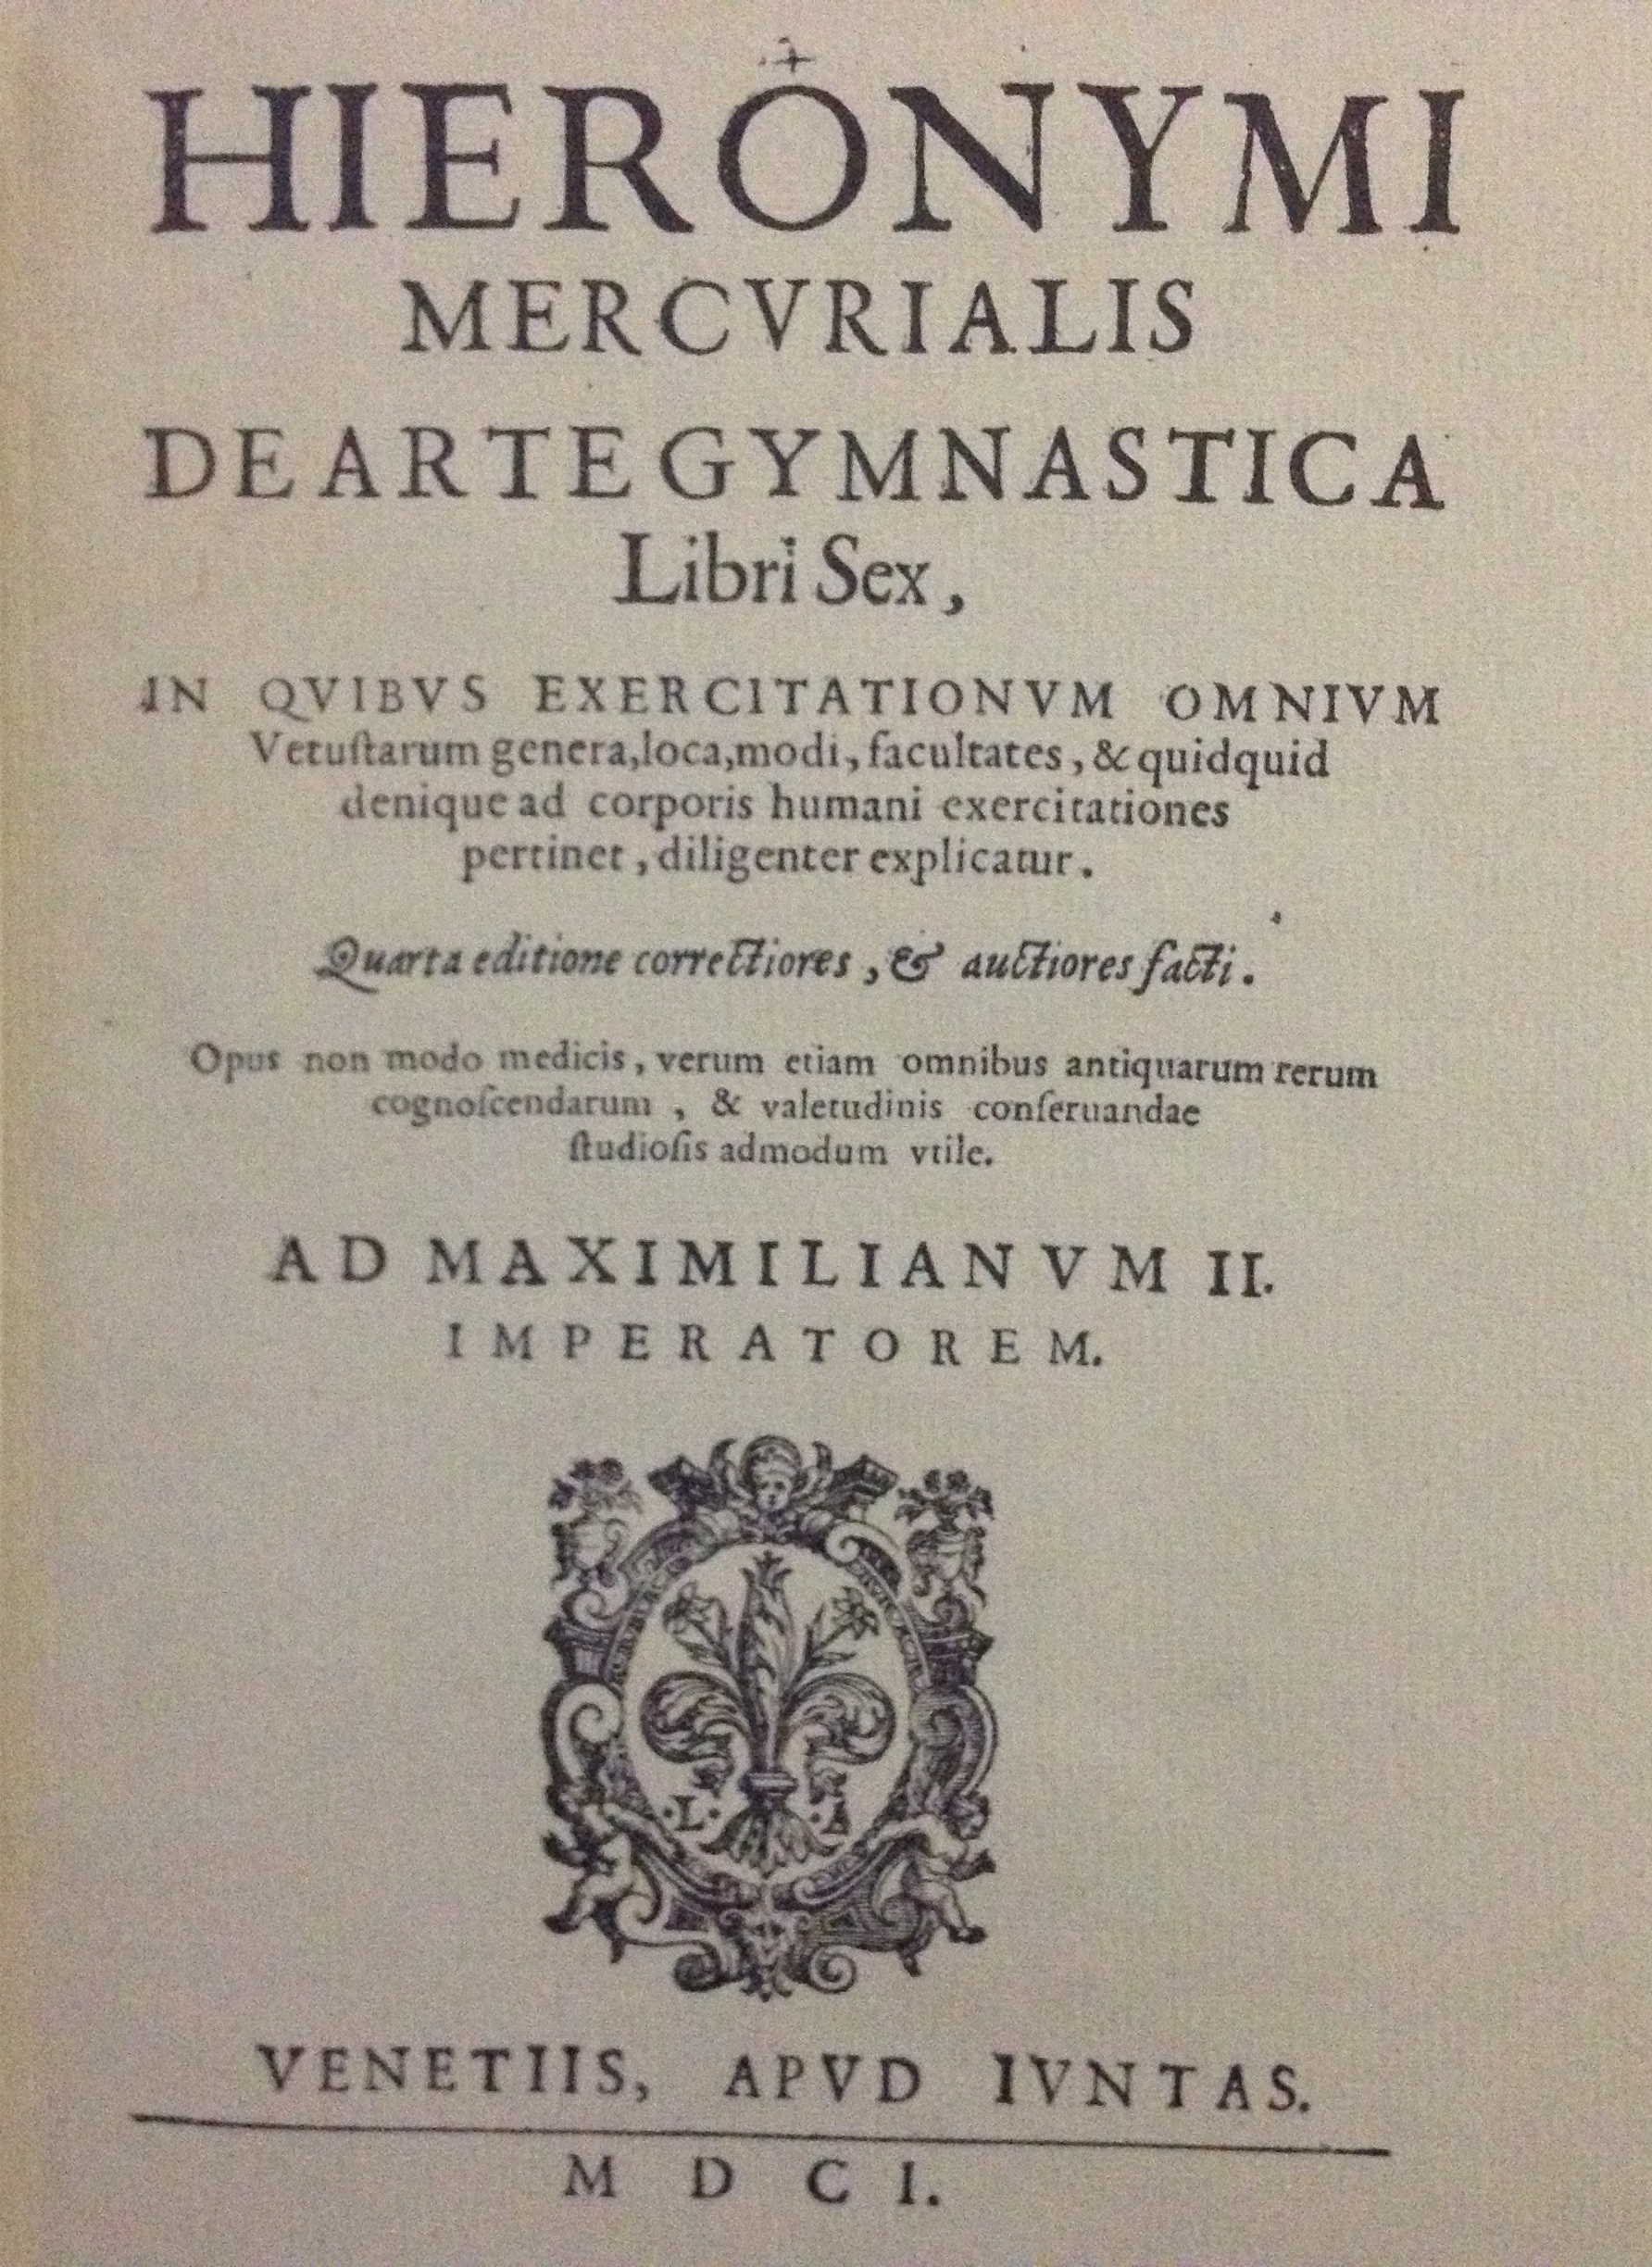 HIERONYMI
MERCVRIALIS
DE ARTE GYMNASTICA
Libri Sex,
IN QVIBVS EXERCITATIONVM OMNIVM
Vetuſtarum genera, loca, modi, facultates, & quidquid
denique ad corporis humani exercitationes
pertinet, diligenter explicatur.
Quarta editione correctiores, & auctiores facti.
Opus non modo medicis, verum etiam omnibus antiquarum rerum
cognoſcendarum, & valetudinis conſeruandae
ſtudioſis admodum vtile.
AD MAXIMILIANVM II.
IMPERATOREM.
·L· ·A
VENETIIS, APVD IVNTAS.
M D C I.